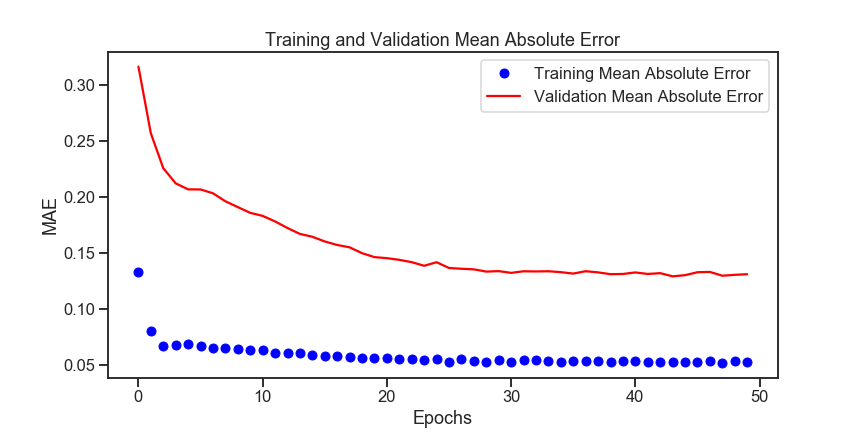 Training and Validation Mean Absolute Error
Training Mean Absolute Error
Validation Mean Absolute Error
MAE
0.30
0.25
0.20
0.15
0.10
0.05
0 10 20 30 40 50
Epochs